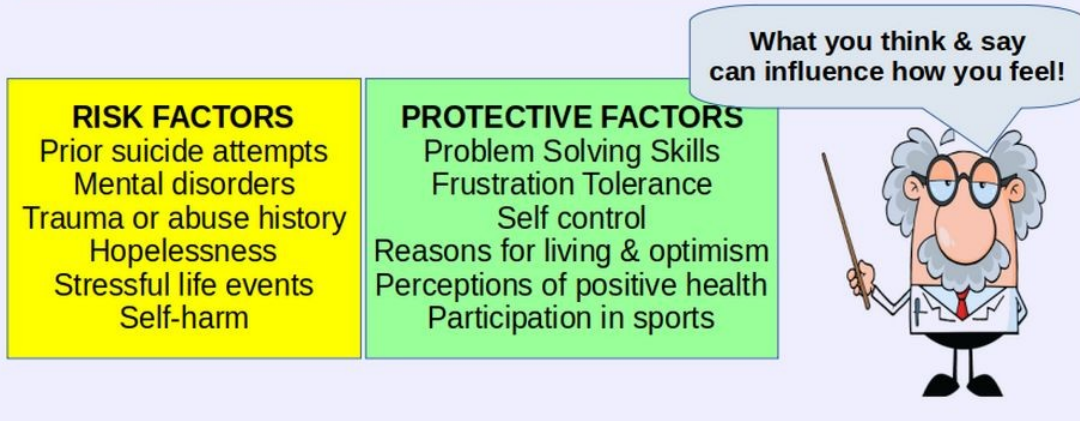 What you think & say
can influence how you feel!
RISK FACTORS
Prior suicide attempts
Mental disorders
Trauma or abuse history
Hopelessness
Stressful life events
Self-harm
PROTECTIVE FACTORS
Problem Solving Skills
Frustration Tolerance
Self control
Reasons for living & optimism
Perceptions of positive health
Participation in sports